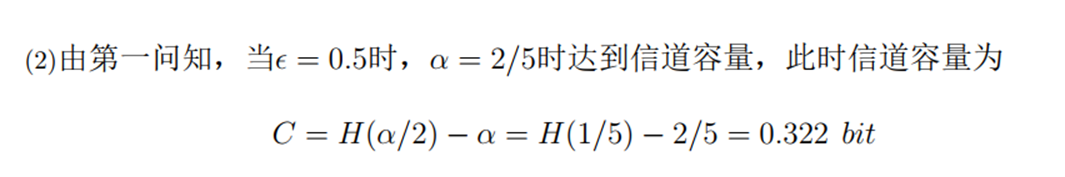 (2)由第一问知，当ϵ = 0.5时，α = 2/5时达到信道容量，此时信道容量为
C = H(α/2) − α = H(1/5) − 2/5 = 0.322 bit